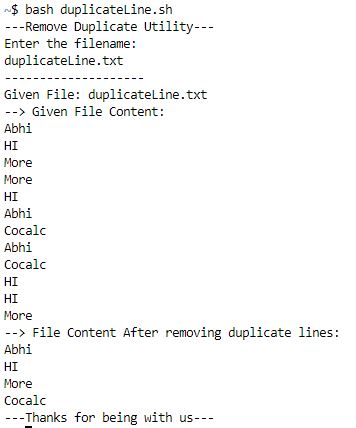 ~$ bash duplicateLine.sh
---Remove Duplicate Utility---
Enter the filename:
duplicateLine.txt
--------------------
Given File: duplicateLine.txt
--> Given File Content:
Abhi
HI
More
More
HI
Abhi
Cocalc
Abhi
Cocalc
HI
HI
More
--> File Content After removing duplicate lines:
Abhi
HI
More
Cocalc
---Thanks for being with us---